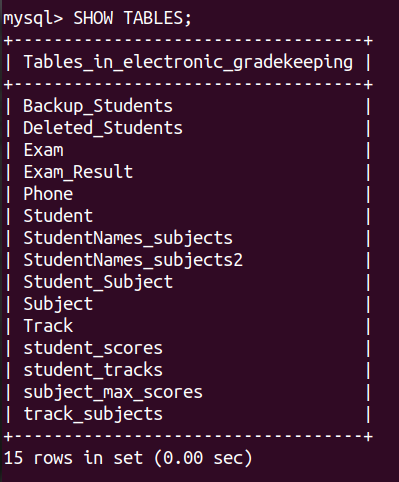 mysql> SHOW TABLES;
+-----------------------------------+
| Tables_in_electronic_gradekeeping |
+-----------------------------------+
| Backup_Students                   |
| Deleted_Students                  |
| Exam                              |
| Exam_Result                       |
| Phone                             |
| Student                           |
| StudentNames_subjects             |
| StudentNames_subjects2            |
| Student_Subject                   |
| Subject                           |
| Track                             |
| student_scores                    |
| student_tracks                    |
| subject_max_scores                |
| track_subjects                    |
+-----------------------------------+
15 rows in set (0.00 sec)